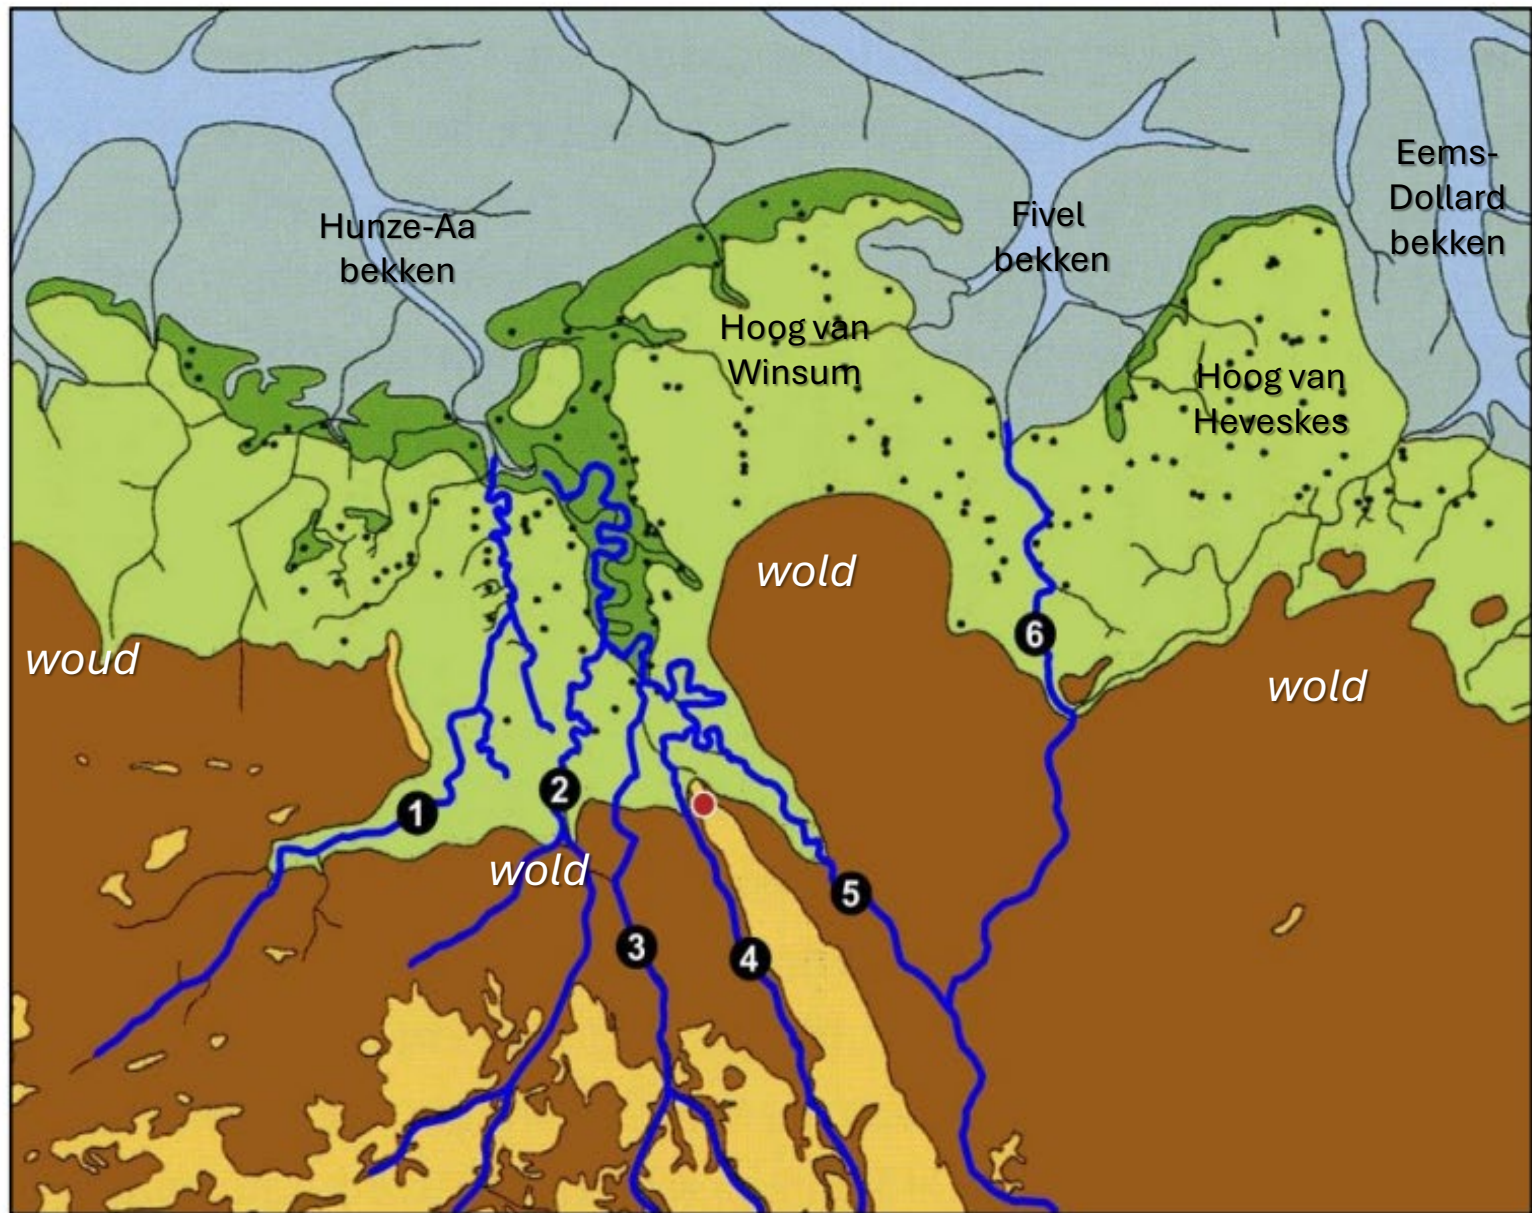 Eems-
Dollard
bekken
Hunze-Aa
bekken
Fivel
bekken
Hoog van
Winsum
Hoog van
Heveskes
wold
6
woud
wold
2
1
wold
5
3
4